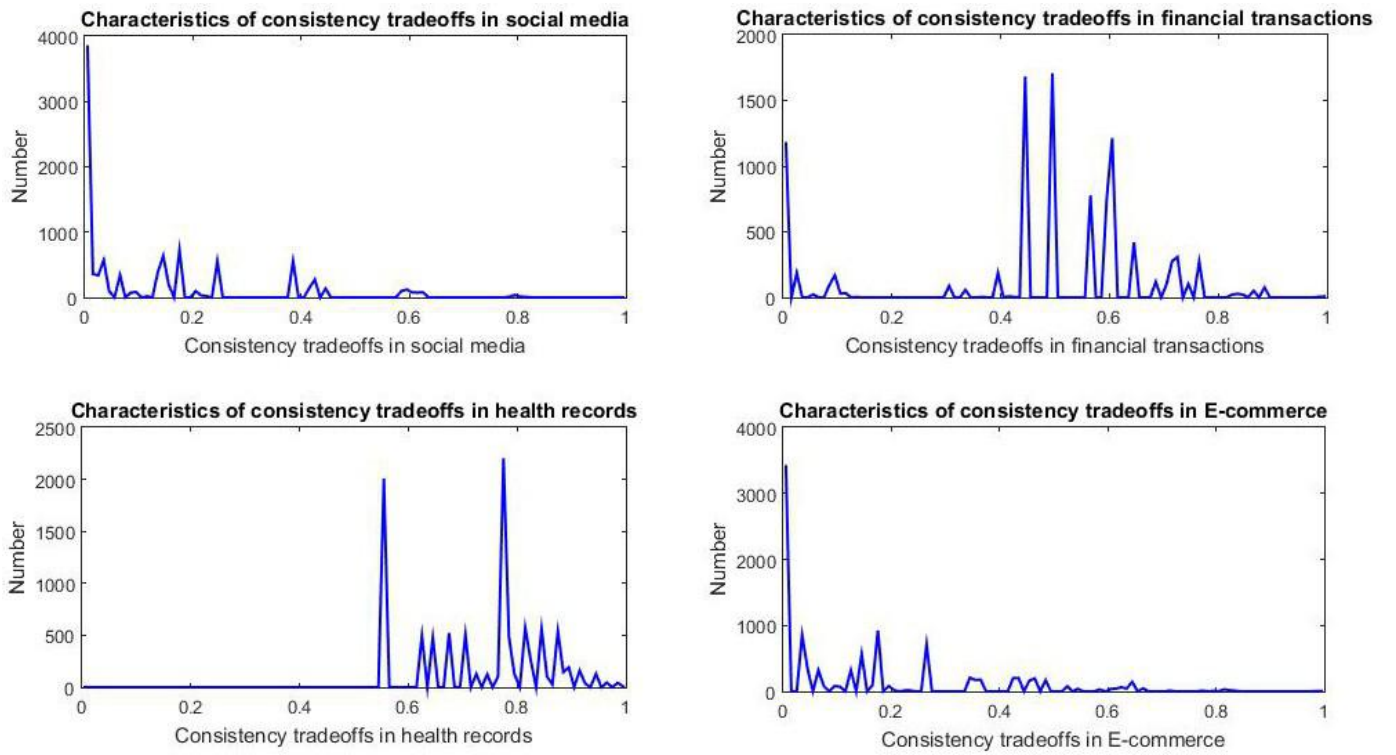 Characteristics of consistency tradeoffs in social media
4000
3000
2000
1000
0
Number
0 0.2 0.4 0.6 0.8 1
Consistency tradeoffs in social media
Characteristics of consistency tradeoffs in financial transactions
2000
1500
1000
500
0
Number
0 0.2 0.4 0.6 0.8 1
Consistency tradeoffs in financial transactions
Characteristics of consistency tradeoffs in health records
2500
2000
1500
1000
500
0
Number
0 0.2 0.4 0.6 0.8 1
Consistency tradeoffs in health records
Characteristics of consistency tradeoffs in E-commerce
4000
3000
2000
1000
0
Number
0 0.2 0.4 0.6 0.8 1
Consistency tradeoffs in E-commerce